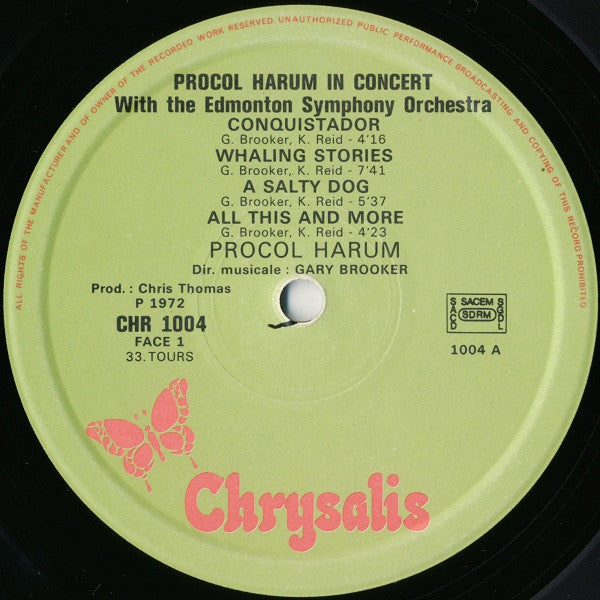 ALL RIGHTS OF THE MANUFACTURER AND OF OWNER OF THE RECORDED WORK RESERVED UNAUTHORIZED PUBLIC PERFORMANCE BROADCASTING AND COPYING OF THIS RECORD PROHIBITED
PROCOL HARUM IN CONCERT
With the Edmonton Symphony Orchestra
CONQUISTADOR
G. Brooker, K. Reid - 4'16
WHALING STORIES
G. Brooker, K. Reid - 7'41
A SALTY DOG
G. Brooker, K. Reid - 5'37
ALL THIS AND MORE
G. Brooker, K. Reid - 4'23
PROCOL HARUM
Dir. musicale : GARY BROOKER
Prod. : Chris Thomas
P 1972
CHR 1004
FACE 1
33.TOURS
SACD SACEM SDRM SGDL
1004 A
Chrysalis